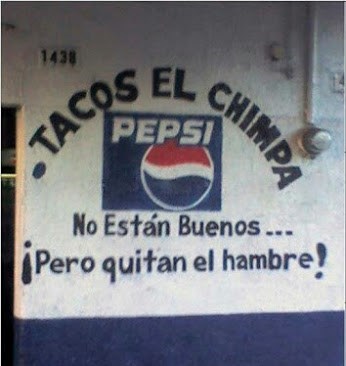 1438
TACOS EL CHIMPA
PEPSI
No Están Buenos...
¡Pero quitan el hambre!